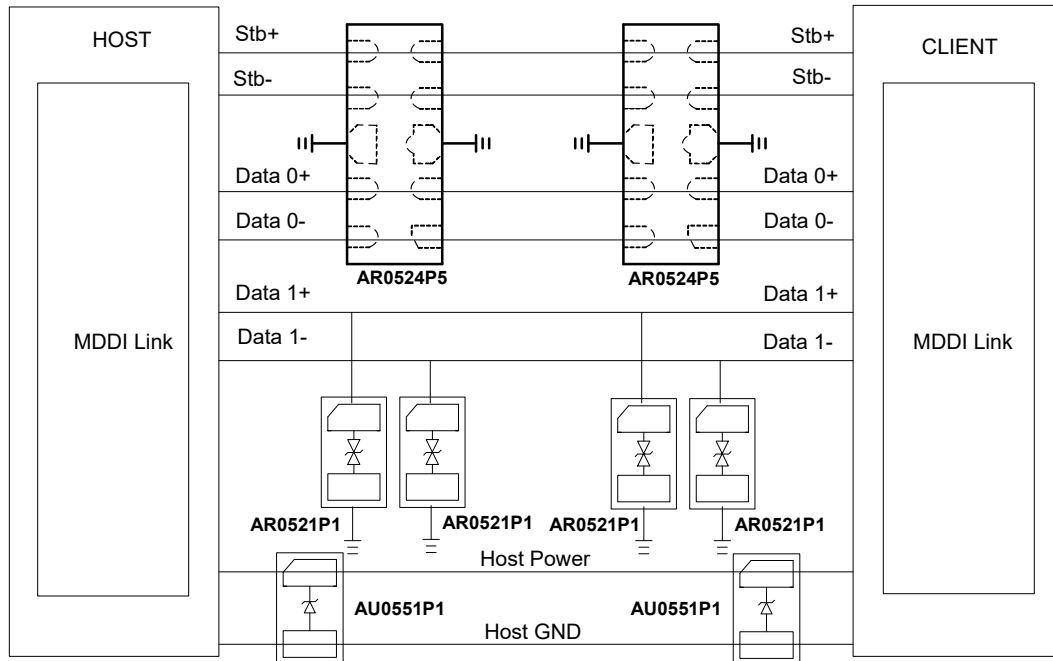 HOST
Stb+
Stb+
CLIENT
Stb-
Stb-
Data 0+
Data 0+
Data 0-
Data 0-
AR0524P5
AR0524P5
Data 1+
Data 1+
MDDI Link
Data 1-
Data 1-
MDDI Link
AR0521P1
AR0521P1
AR0521P1
AR0521P1
Host Power
AU0551P1
AU0551P1
Host GND